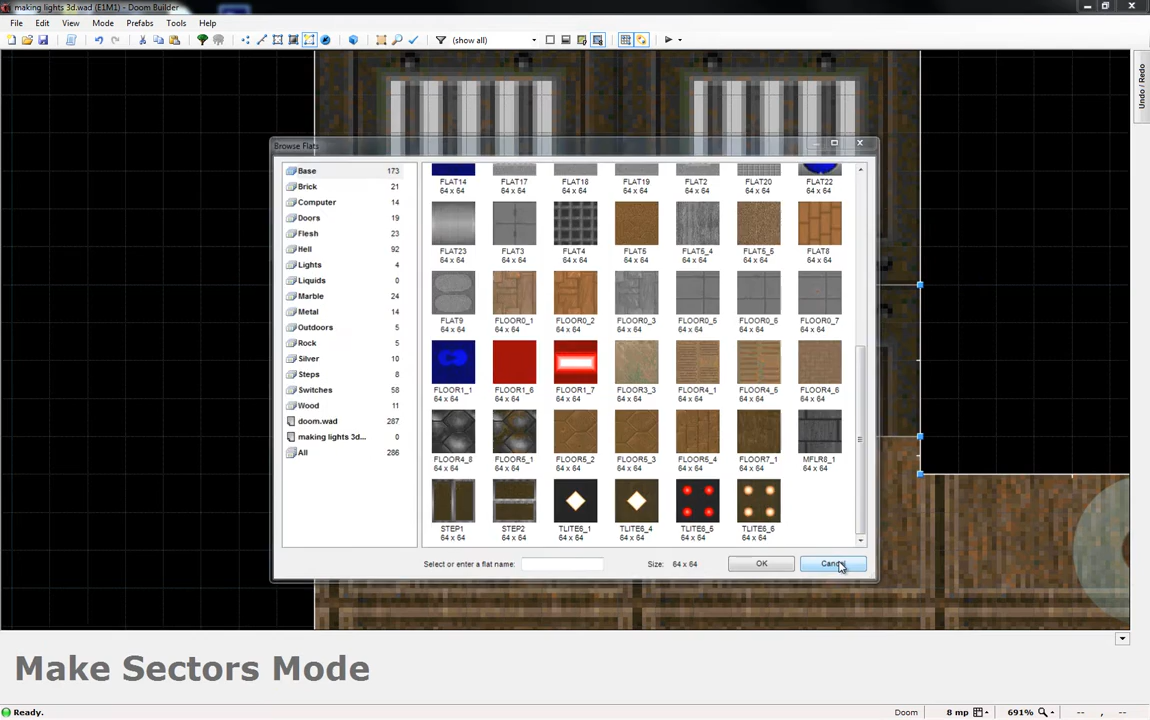 making lights 3d.wad (E1M1) - Doom Builder
File Edit View Mode Prefabs Tools Help
(show all)
Undo / Redo
Browse Flats
Base 173
Brick 21
Computer 14
Doors 19
Flesh 23
Hell 92
Lights 4
Liquids 0
Marble 24
Metal 14
Outdoors 5
Rock 5
Silver 10
Steps 8
Switches 58
Wood 11
doom.wad 287
making lights 3d... 0
All 286
FLAT14 FLAT17 FLAT18 FLAT19 FLAT2 FLAT20 FLAT22
64 x 64 64 x 64 64 x 64 64 x 64 64 x 64 64 x 64 64 x 64
FLAT23 FLAT3 FLAT4 FLAT5 FLAT5_4 FLAT5_5 FLAT8
64 x 64 64 x 64 64 x 64 64 x 64 64 x 64 64 x 64 64 x 64
FLAT9 FLOOR0_1 FLOOR0_2 FLOOR0_3 FLOOR0_5 FLOOR0_6 FLOOR0_7
64 x 64 64 x 64 64 x 64 64 x 64 64 x 64 64 x 64 64 x 64
FLOOR1_1 FLOOR1_6 FLOOR1_7 FLOOR3_3 FLOOR4_1 FLOOR4_5 FLOOR4_6
64 x 64 64 x 64 64 x 64 64 x 64 64 x 64 64 x 64 64 x 64
FLOOR4_8 FLOOR5_1 FLOOR5_2 FLOOR5_3 FLOOR5_4 FLOOR7_1 MFLR8_1
64 x 64 64 x 64 64 x 64 64 x 64 64 x 64 64 x 64 64 x 64
STEP1 STEP2 TLITE6_1 TLITE6_4 TLITE6_5 TLITE6_6
64 x 64 64 x 64 64 x 64 64 x 64 64 x 64 64 x 64
Select or enter a flat name: Size: 64 x 64 OK Cancel
Make Sectors Mode
Ready. Doom 8 mp 691% -- , --